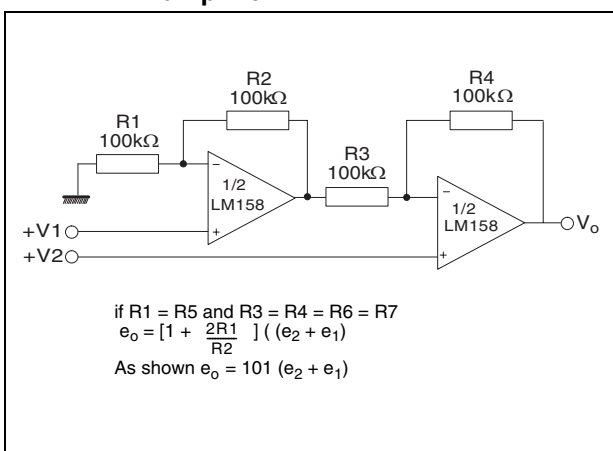 R1
100kΩ
R2
100kΩ
R3
100kΩ
R4
100kΩ
−
1/2
LM158
+
−
1/2
LM158
+
+V1
+V2
Vo
if R1 = R5 and R3 = R4 = R6 = R7
eo = [1 + 2R1/R2 ] ( (e2 + e1)
As shown eo = 101 (e2 + e1)